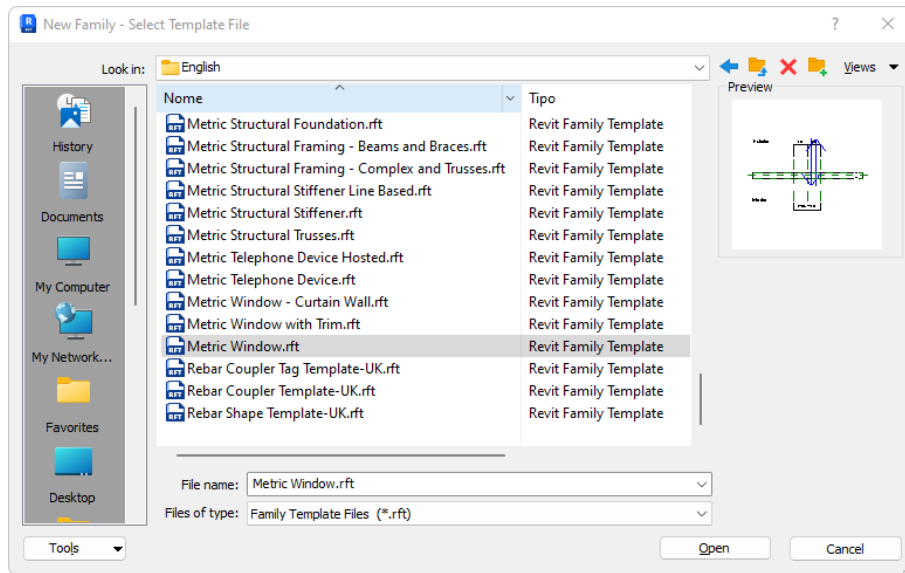 New Family - Select Template File
Look in: English
Views
Nome Tipo
Preview
History
Documents
My Computer
My Network...
Favorites
Desktop
Metric Structural Foundation.rft Revit Family Template
Metric Structural Framing - Beams and Braces.rft Revit Family Template
Metric Structural Framing - Complex and Trusses.rft Revit Family Template
Metric Structural Stiffener Line Based.rft Revit Family Template
Metric Structural Stiffener.rft Revit Family Template
Metric Structural Trusses.rft Revit Family Template
Metric Telephone Device Hosted.rft Revit Family Template
Metric Telephone Device.rft Revit Family Template
Metric Window - Curtain Wall.rft Revit Family Template
Metric Window with Trim.rft Revit Family Template
Metric Window.rft Revit Family Template
Rebar Coupler Tag Template-UK.rft Revit Family Template
Rebar Coupler Template-UK.rft Revit Family Template
Rebar Shape Template-UK.rft Revit Family Template
File name: Metric Window.rft
Files of type: Family Template Files (*.rft)
Tools Open Cancel